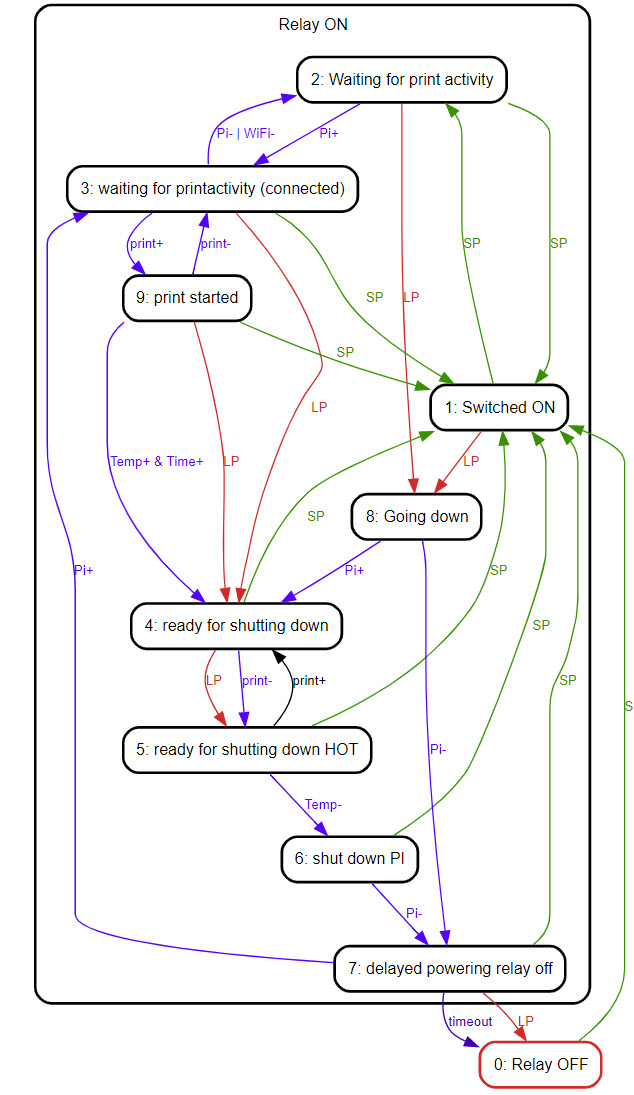 Relay ON
2: Waiting for print activity
Pi- | WiFi-
Pi+
3: waiting for printactivity (connected)
print+
print-
SP
SP
9: print started
SP
LP
SP
LP
1: Switched ON
Temp+ & Time+
LP
LP
8: Going down
SP
Pi+
Pi+
SP
4: ready for shutting down
SP
LP
print-
print+
SP
S
5: ready for shutting down HOT
Pi-
Temp-
6: shut down PI
Pi-
7: delayed powering relay off
timeout
LP
0: Relay OFF